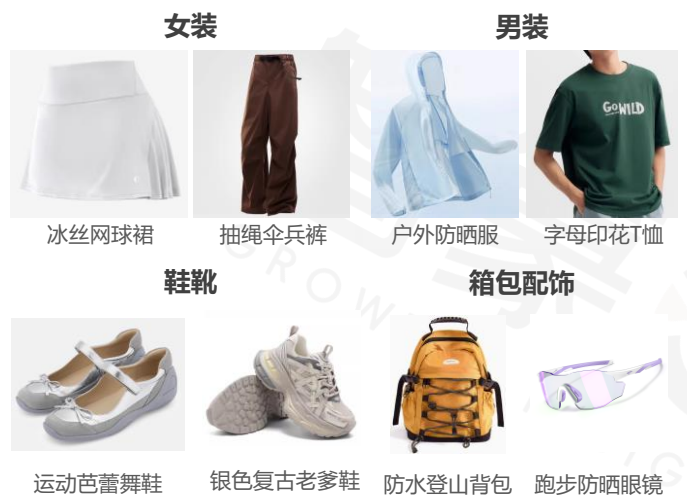 女装
男装
GO WILD
冰丝网球裙
抽绳伞兵裤
户外防晒服
字母印花T恤
鞋靴
箱包配饰
运动芭蕾舞鞋
银色复古老爹鞋
防水登山背包
跑步防晒眼镜